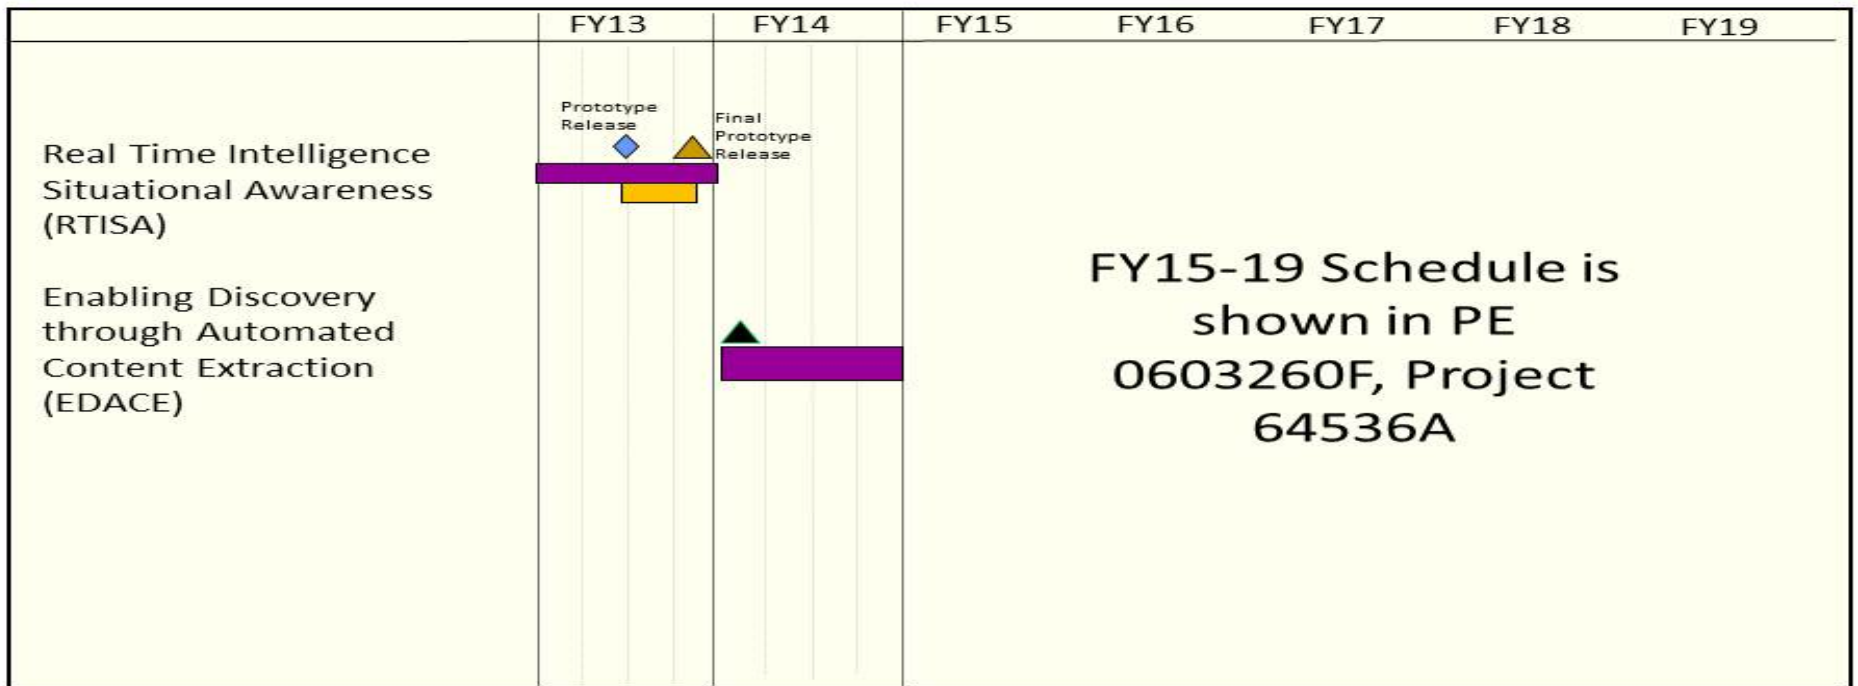 FY13 FY14 FY15 FY16 FY17 FY18 FY19
Prototype
Release
Final
Prototype
Release
Real Time Intelligence
Situational Awareness
(RTISA)
Enabling Discovery
through Automated
Content Extraction
(EDACE)
FY15-19 Schedule is
shown in PE
0603260F, Project
64536A